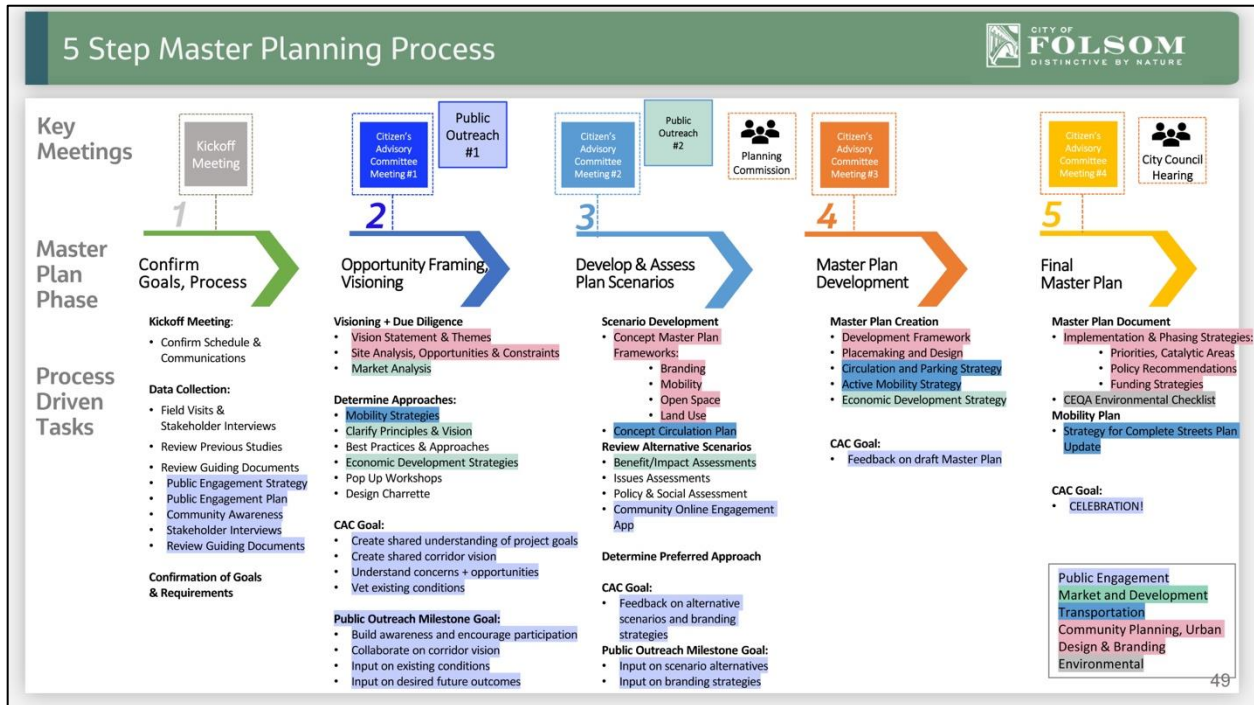 5 Step Master Planning Process
CITY OF
FOLSOM
DISTINCTIVE BY NATURE
Key
Meetings
Kickoff
Meeting
Citizen's
Advisory
Committee
Meeting #1
Public
Outreach
#1
Citizen's
Advisory
Committee
Meeting #2
Public
Outreach
#2
Planning
Commission
Citizen's
Advisory
Committee
Meeting #3
Citizen's
Advisory
Committee
Meeting #4
City Council
Hearing
Master
Plan
Phase
1
Confirm
Goals, Process
2
Opportunity Framing,
Visioning
3
Develop & Assess
Plan Scenarios
4
Master Plan
Development
5
Final
Master Plan
Process
Driven
Tasks
Kickoff Meeting:
• Confirm Schedule &
Communications
Data Collection:
• Field Visits &
Stakeholder Interviews
• Review Previous Studies
• Review Guiding Documents
• Public Engagement Strategy
• Public Engagement Plan
• Community Awareness
• Stakeholder Interviews
• Review Guiding Documents
Confirmation of Goals
& Requirements
Visioning + Due Diligence
• Vision Statement & Themes
• Site Analysis, Opportunities & Constraints
• Market Analysis
Determine Approaches:
• Mobility Strategies
• Clarify Principles & Vision
• Best Practices & Approaches
• Economic Development Strategies
• Pop Up Workshops
• Design Charrette
CAC Goal:
• Create shared understanding of project goals
• Create shared corridor vision
• Understand concerns + opportunities
• Vet existing conditions
Public Outreach Milestone Goal:
• Build awareness and encourage participation
• Collaborate on corridor vision
• Input on existing conditions
• Input on desired future outcomes
Scenario Development
• Concept Master Plan
Frameworks:
• Branding
• Mobility
• Open Space
• Land Use
• Concept Circulation Plan
Review Alternative Scenarios
• Benefit/Impact Assessments
• Issues Assessments
• Policy & Social Assessment
• Community Online Engagement
App
Determine Preferred Approach
CAC Goal:
• Feedback on alternative
scenarios and branding
strategies
Public Outreach Milestone Goal:
• Input on scenario alternatives
• Input on branding strategies
Master Plan Creation
• Development Framework
• Placemaking and Design
• Circulation and Parking Strategy
• Active Mobility Strategy
• Economic Development Strategy
CAC Goal:
• Feedback on draft Master Plan
Master Plan Document
• Implementation & Phasing Strategies:
• Priorities, Catalytic Areas
• Policy Recommendations
• Funding Strategies
• CEQA Environmental Checklist
Mobility Plan
• Strategy for Complete Streets Plan
Update
CAC Goal:
• CELEBRATION!
Public Engagement
Market and Development
Transportation
Community Planning, Urban
Design & Branding
Environmental
49